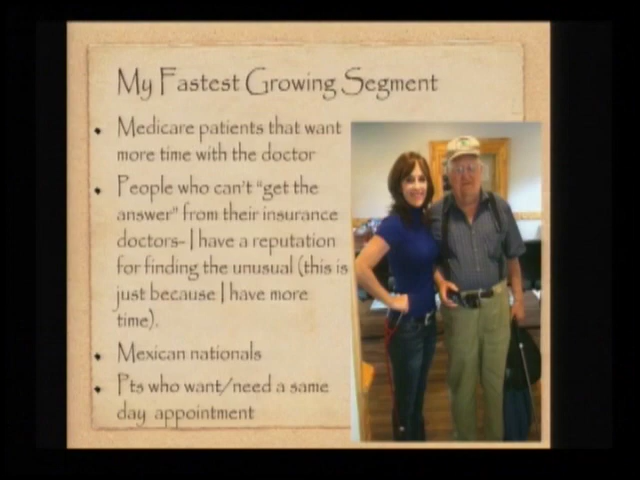 My Fastest Growing Segment
Medicare patients that want
more time with the doctor
People who can't "get the
answer" from their insurance
doctors- I have a reputation
for finding the unusual (this is
just because I have more
time).
Mexican nationals
Pts who want/need a same
day appointment